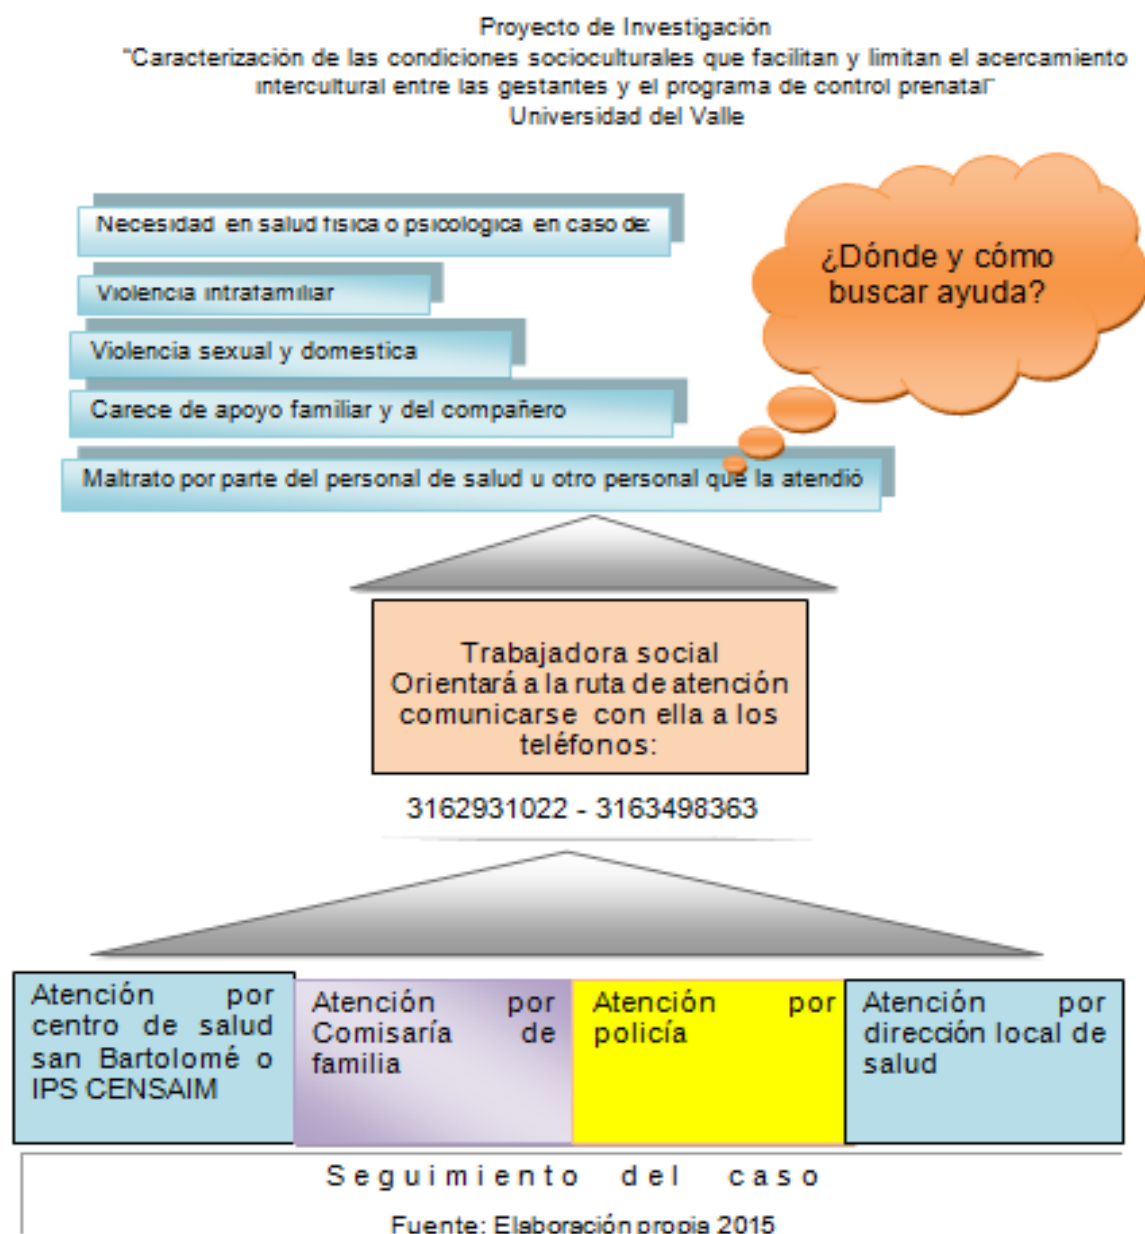 Proyecto de Investigación
"Caracterización de las condiciones socioculturales que facilitan y limitan el acercamiento
intercultural entre las gestantes y el programa de control prenatal"
Universidad del Valle
¿Dónde y cómo
buscar ayuda?
Necesidad en salud fisica o psicologica en caso de:
Violencia intrafamiliar
Violencia sexual y domestica
Carece de apoyo familiar y del compañero
Maltrato por parte del personal de salud u otro personal que la atendió
Trabajadora social
Orientará a la ruta de atención
comunicarse con ella a los
teléfonos:
3162931022 - 3163498363
Atención por
centro de salud
san Bartolomé o
IPS CENSAIM
Atención por
Comisaría de
familia
Atención por
policía
Atención por
dirección local de
salud
Seguimiento del caso
Fuente: Elaboración propia 2015